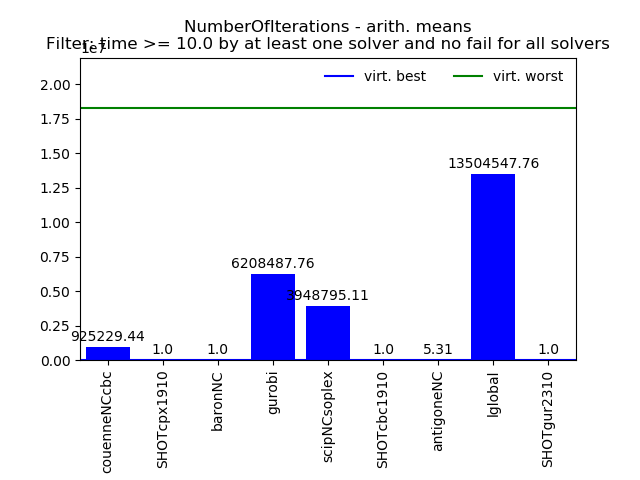 NumberOfIterations - arith. means
Filter: time >= 10.0 by at least one solver and no fail for all solvers
1e7
virt. best
virt. worst
2.00
1.75
1.50
1.25
1.00
0.75
0.50
0.25
0.00
925229.44
1.0
1.0
6208487.76
3948795.11
1.0
5.31
13504547.76
1.0
couenneNCcbc
SHOTcpx1910
baronNC
gurobi
scipNCsoplex
SHOTcbc1910
antigoneNC
lglobal
SHOTgur2310